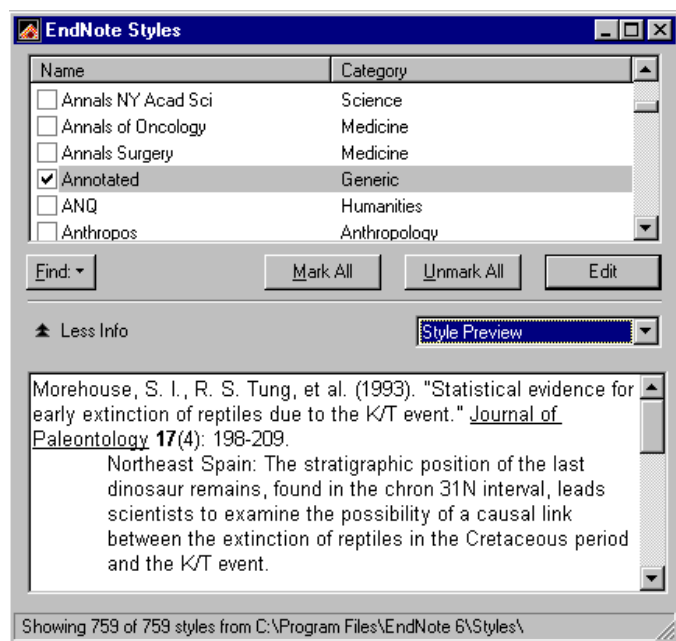 EndNote Styles
Name Category
Annals NY Acad Sci Science
Annals of Oncology Medicine
Annals Surgery Medicine
Annotated Generic
ANQ Humanities
Anthropos Anthropology
Find: Mark All Unmark All Edit
Less Info Style Preview
Morehouse, S. I., R. S. Tung, et al. (1993). "Statistical evidence for
early extinction of reptiles due to the K/T event." Journal of
Paleontology 17(4): 198-209.
Northeast Spain: The stratigraphic position of the last
dinosaur remains, found in the chron 31N interval, leads
scientists to examine the possibility of a causal link
between the extinction of reptiles in the Cretaceous period
and the K/T event.
Showing 759 of 759 styles from C:\Program Files\EndNote 6\Styles\